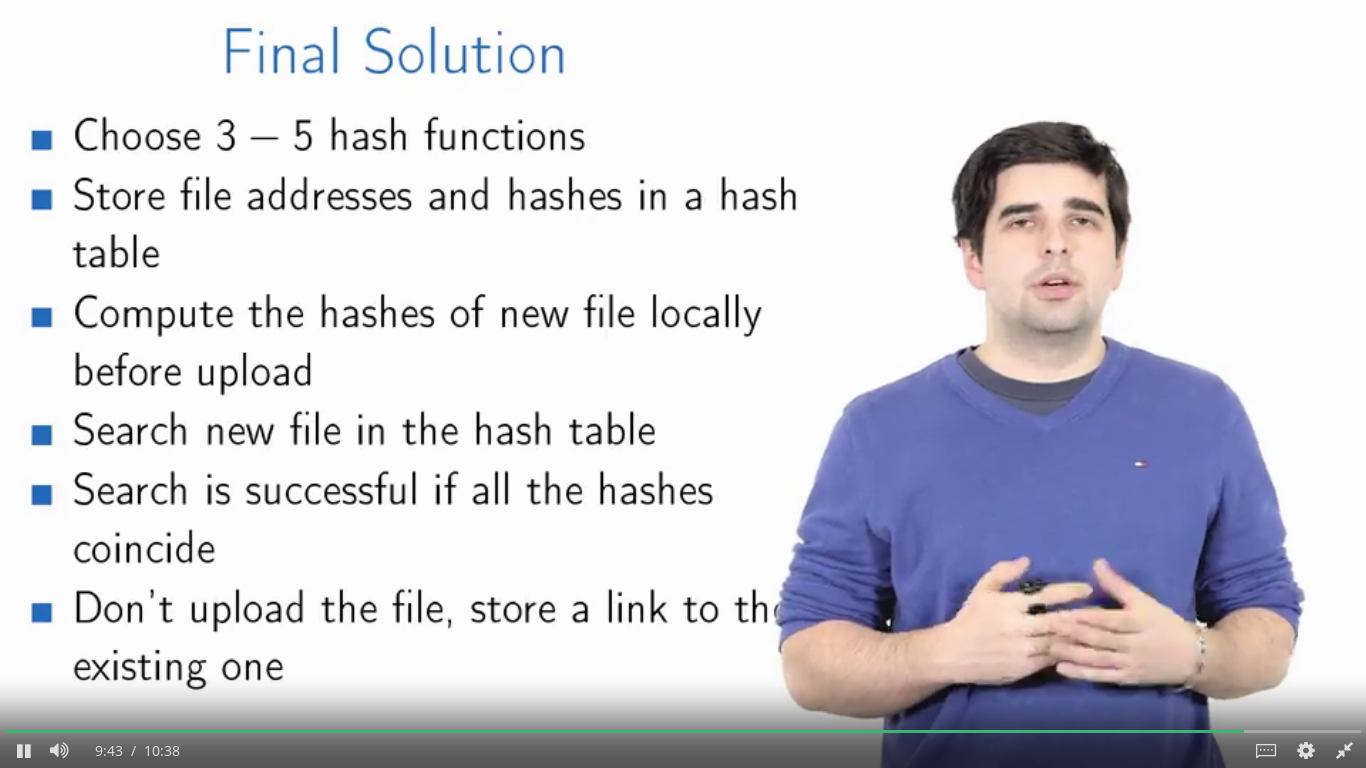 Final Solution
Choose 3 – 5 hash functions
Store file addresses and hashes in a hash
table
Compute the hashes of new file locally
before upload
Search new file in the hash table
Search is successful if all the hashes
coincide
Don't upload the file, store a link to the
existing one
9:43 / 10:38